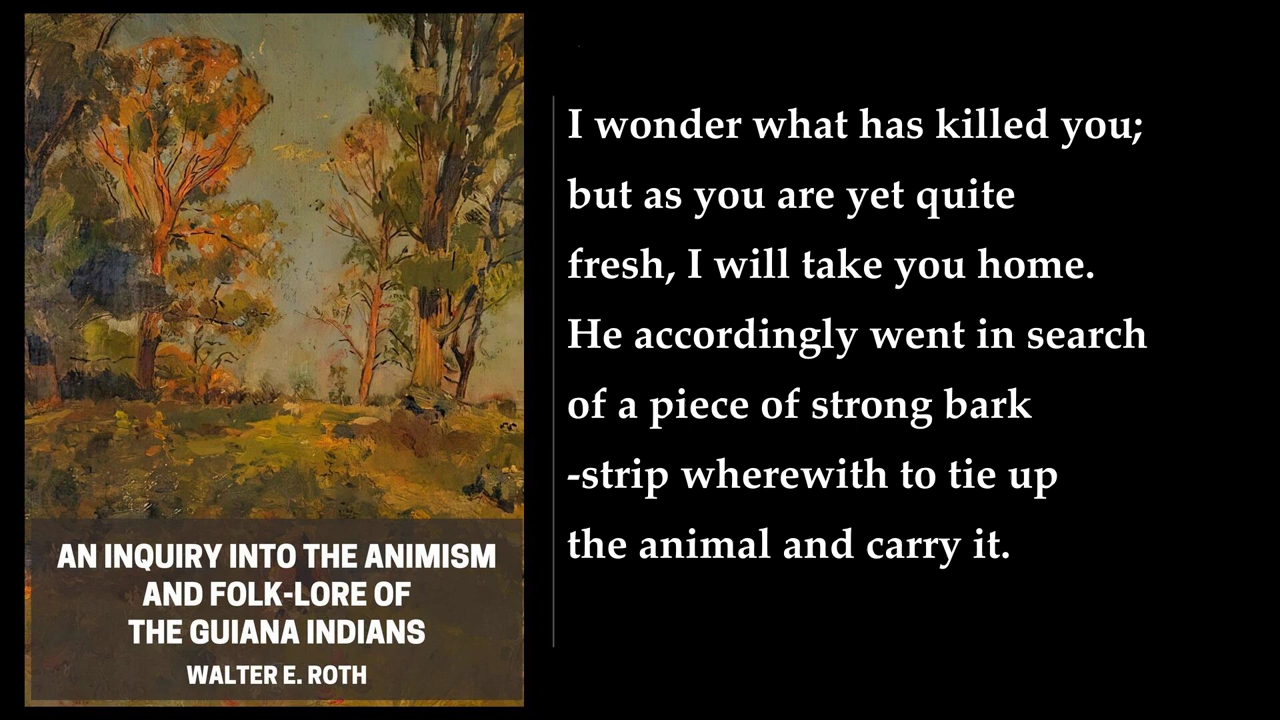 AN INQUIRY INTO THE ANIMISM
AND FOLK-LORE OF
THE GUIANA INDIANS
WALTER E. ROTH
I wonder what has killed you;
but as you are yet quite
fresh, I will take you home.
He accordingly went in search
of a piece of strong bark
-strip wherewith to tie up
the animal and carry it.